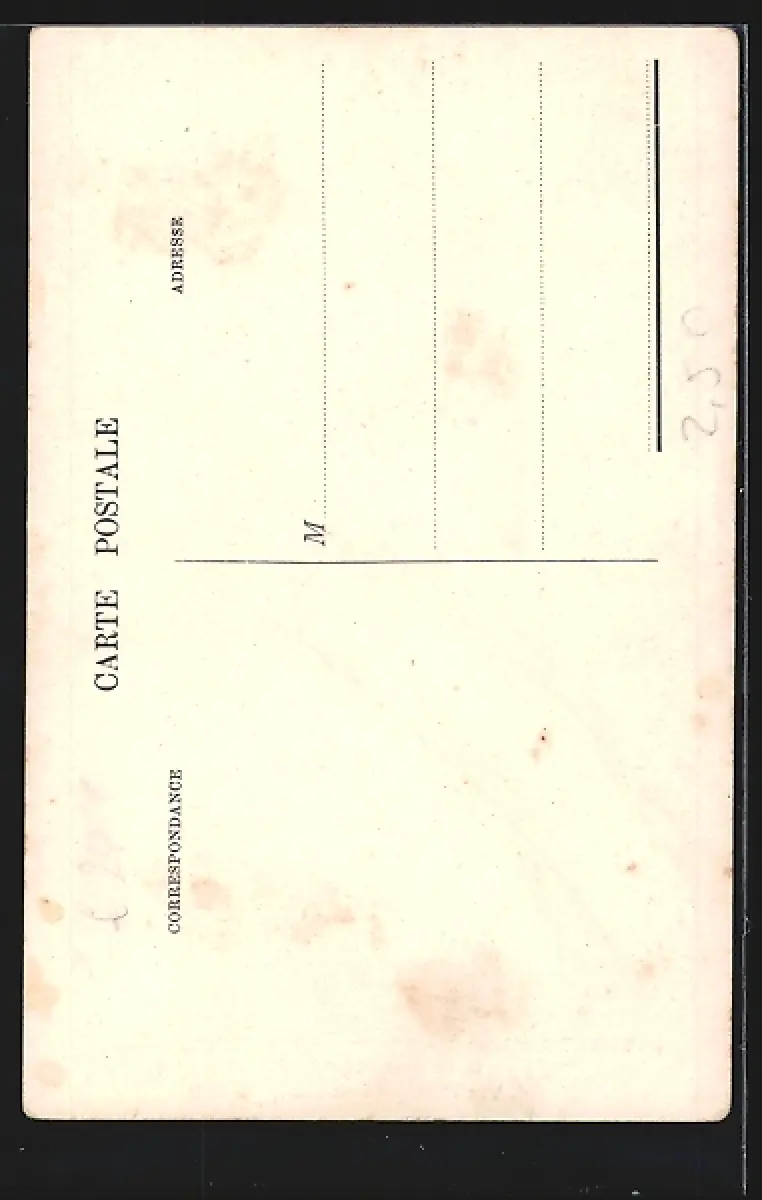 CARTE POSTALE
CORRESPONDANCE
ADRESSE
M
2,50